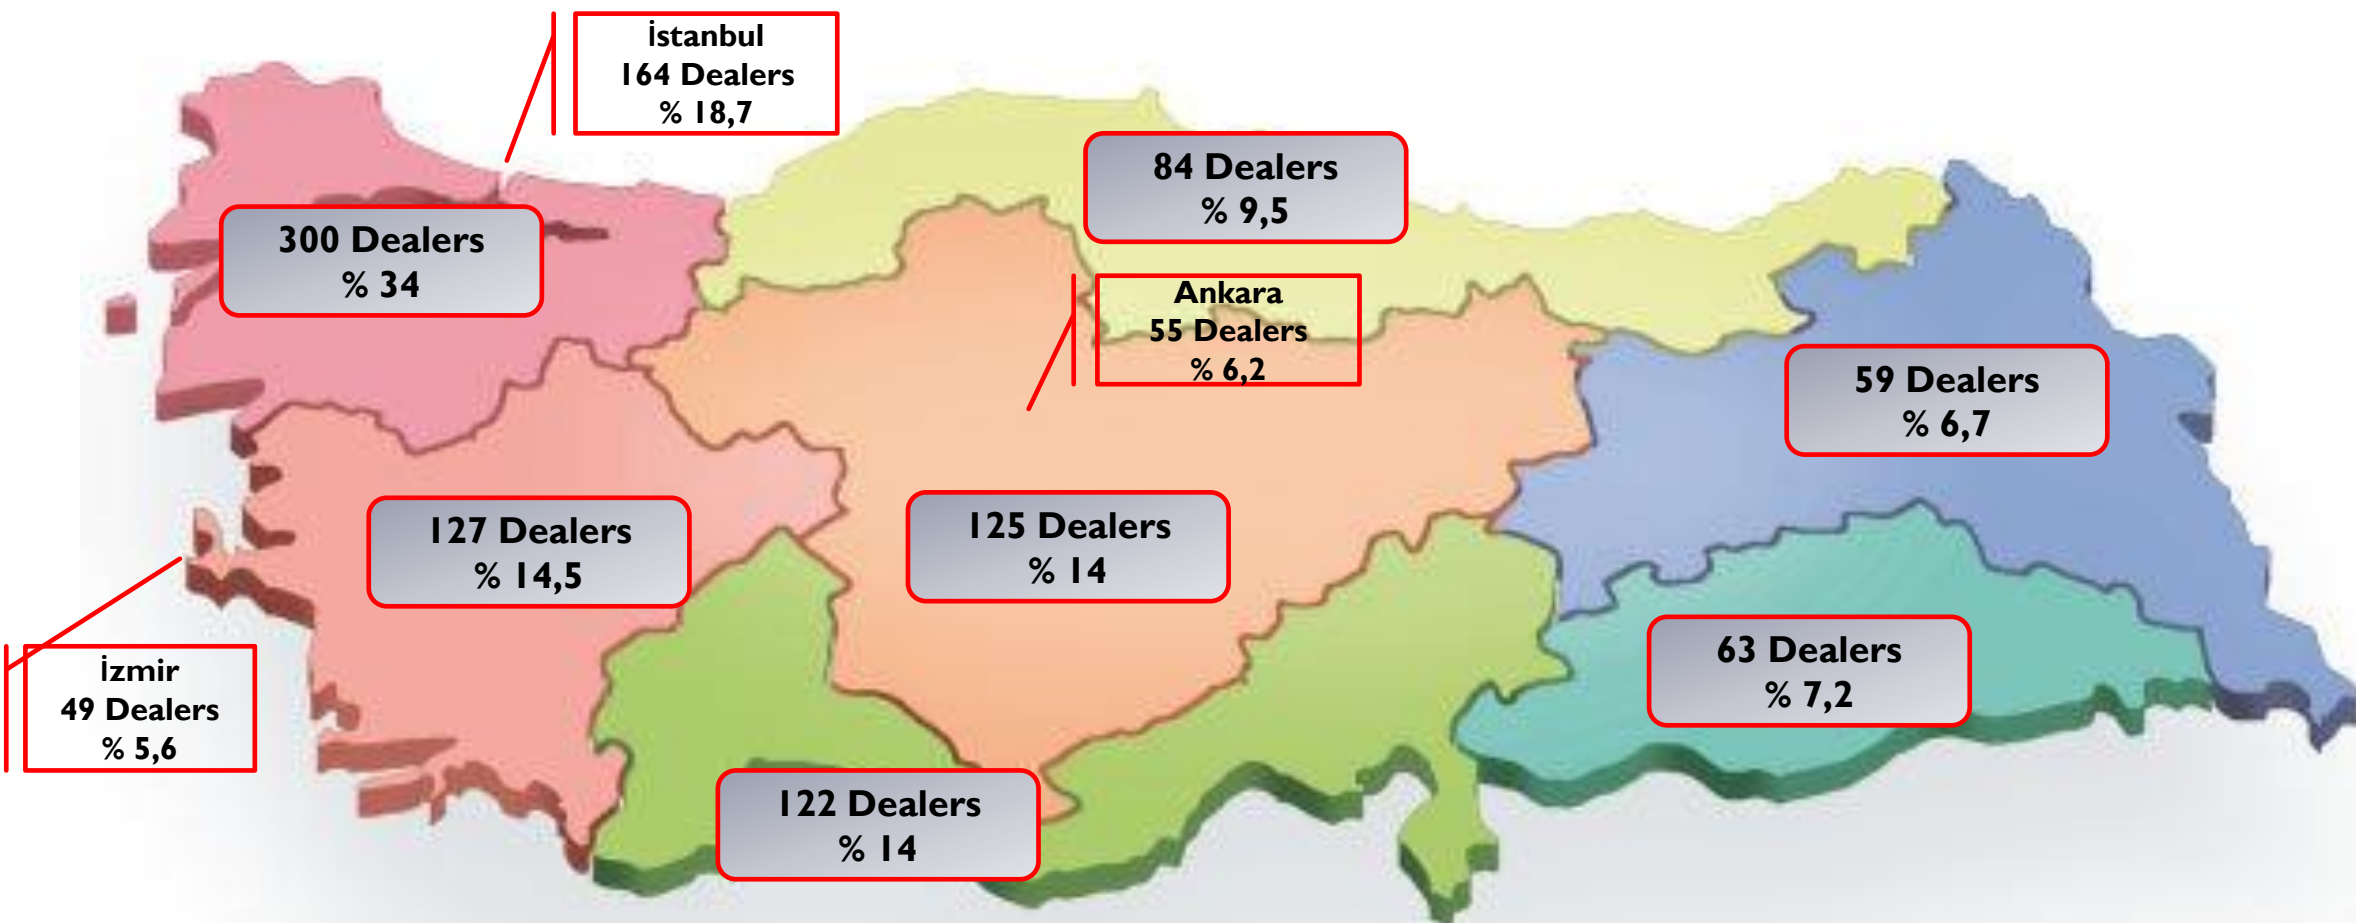 İstanbul
164 Dealers
% 18,7
84 Dealers
% 9,5
300 Dealers
% 34
Ankara
55 Dealers
% 6,2
59 Dealers
% 6,7
127 Dealers
% 14,5
125 Dealers
% 14
63 Dealers
% 7,2
İzmir
49 Dealers
% 5,6
122 Dealers
% 14